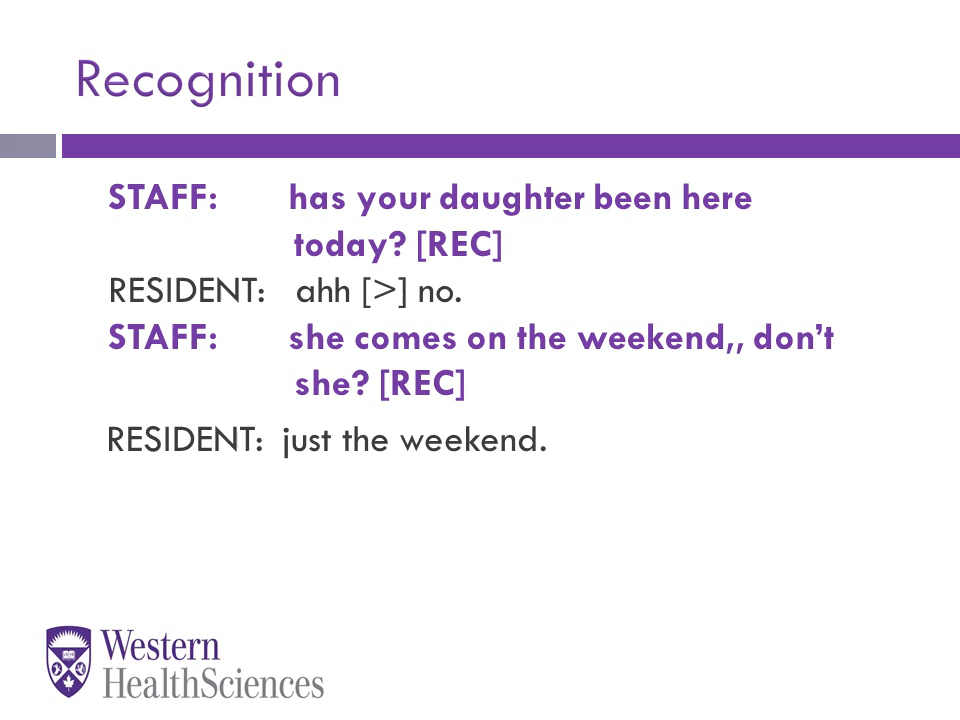 Recognition
STAFF: has your daughter been here
today? [REC]
RESIDENT: ahh [>] no.
STAFF: she comes on the weekend,, don’t
she? [REC]
RESIDENT: just the weekend.
Western
HealthSciences